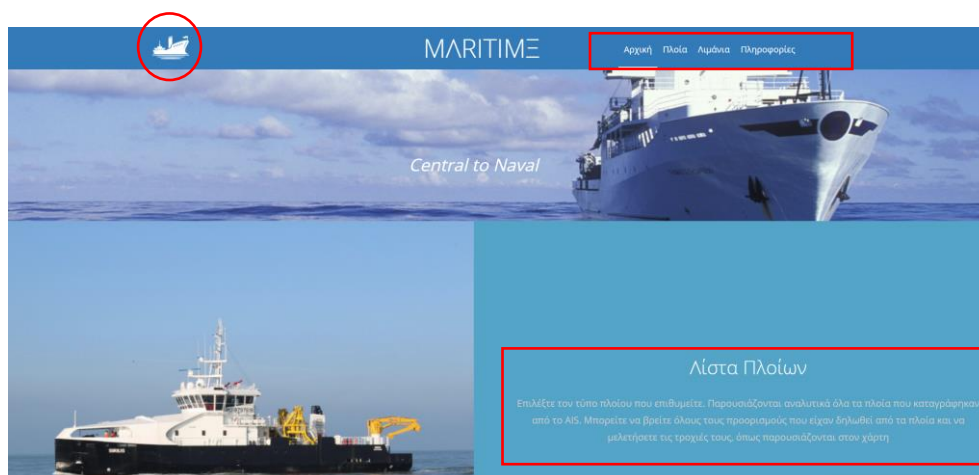 MARITIME
Αρχική Πλοία Λιμάνια Πληροφορίες
Central to Naval
Λίστα Πλοίων
Επιλέξτε τον τύπο πλοίου που επιθυμείτε. Παρουσιάζονται αναλυτικά όλα τα πλοία που καταγράφηκαν
από το AIS. Μπορείτε να βρείτε όλους τους προορισμούς που είχαν δηλωθεί από τα πλοία και να
μελετήσετε τις τροχιές τους, όπως παρουσιάζονται στον χάρτη